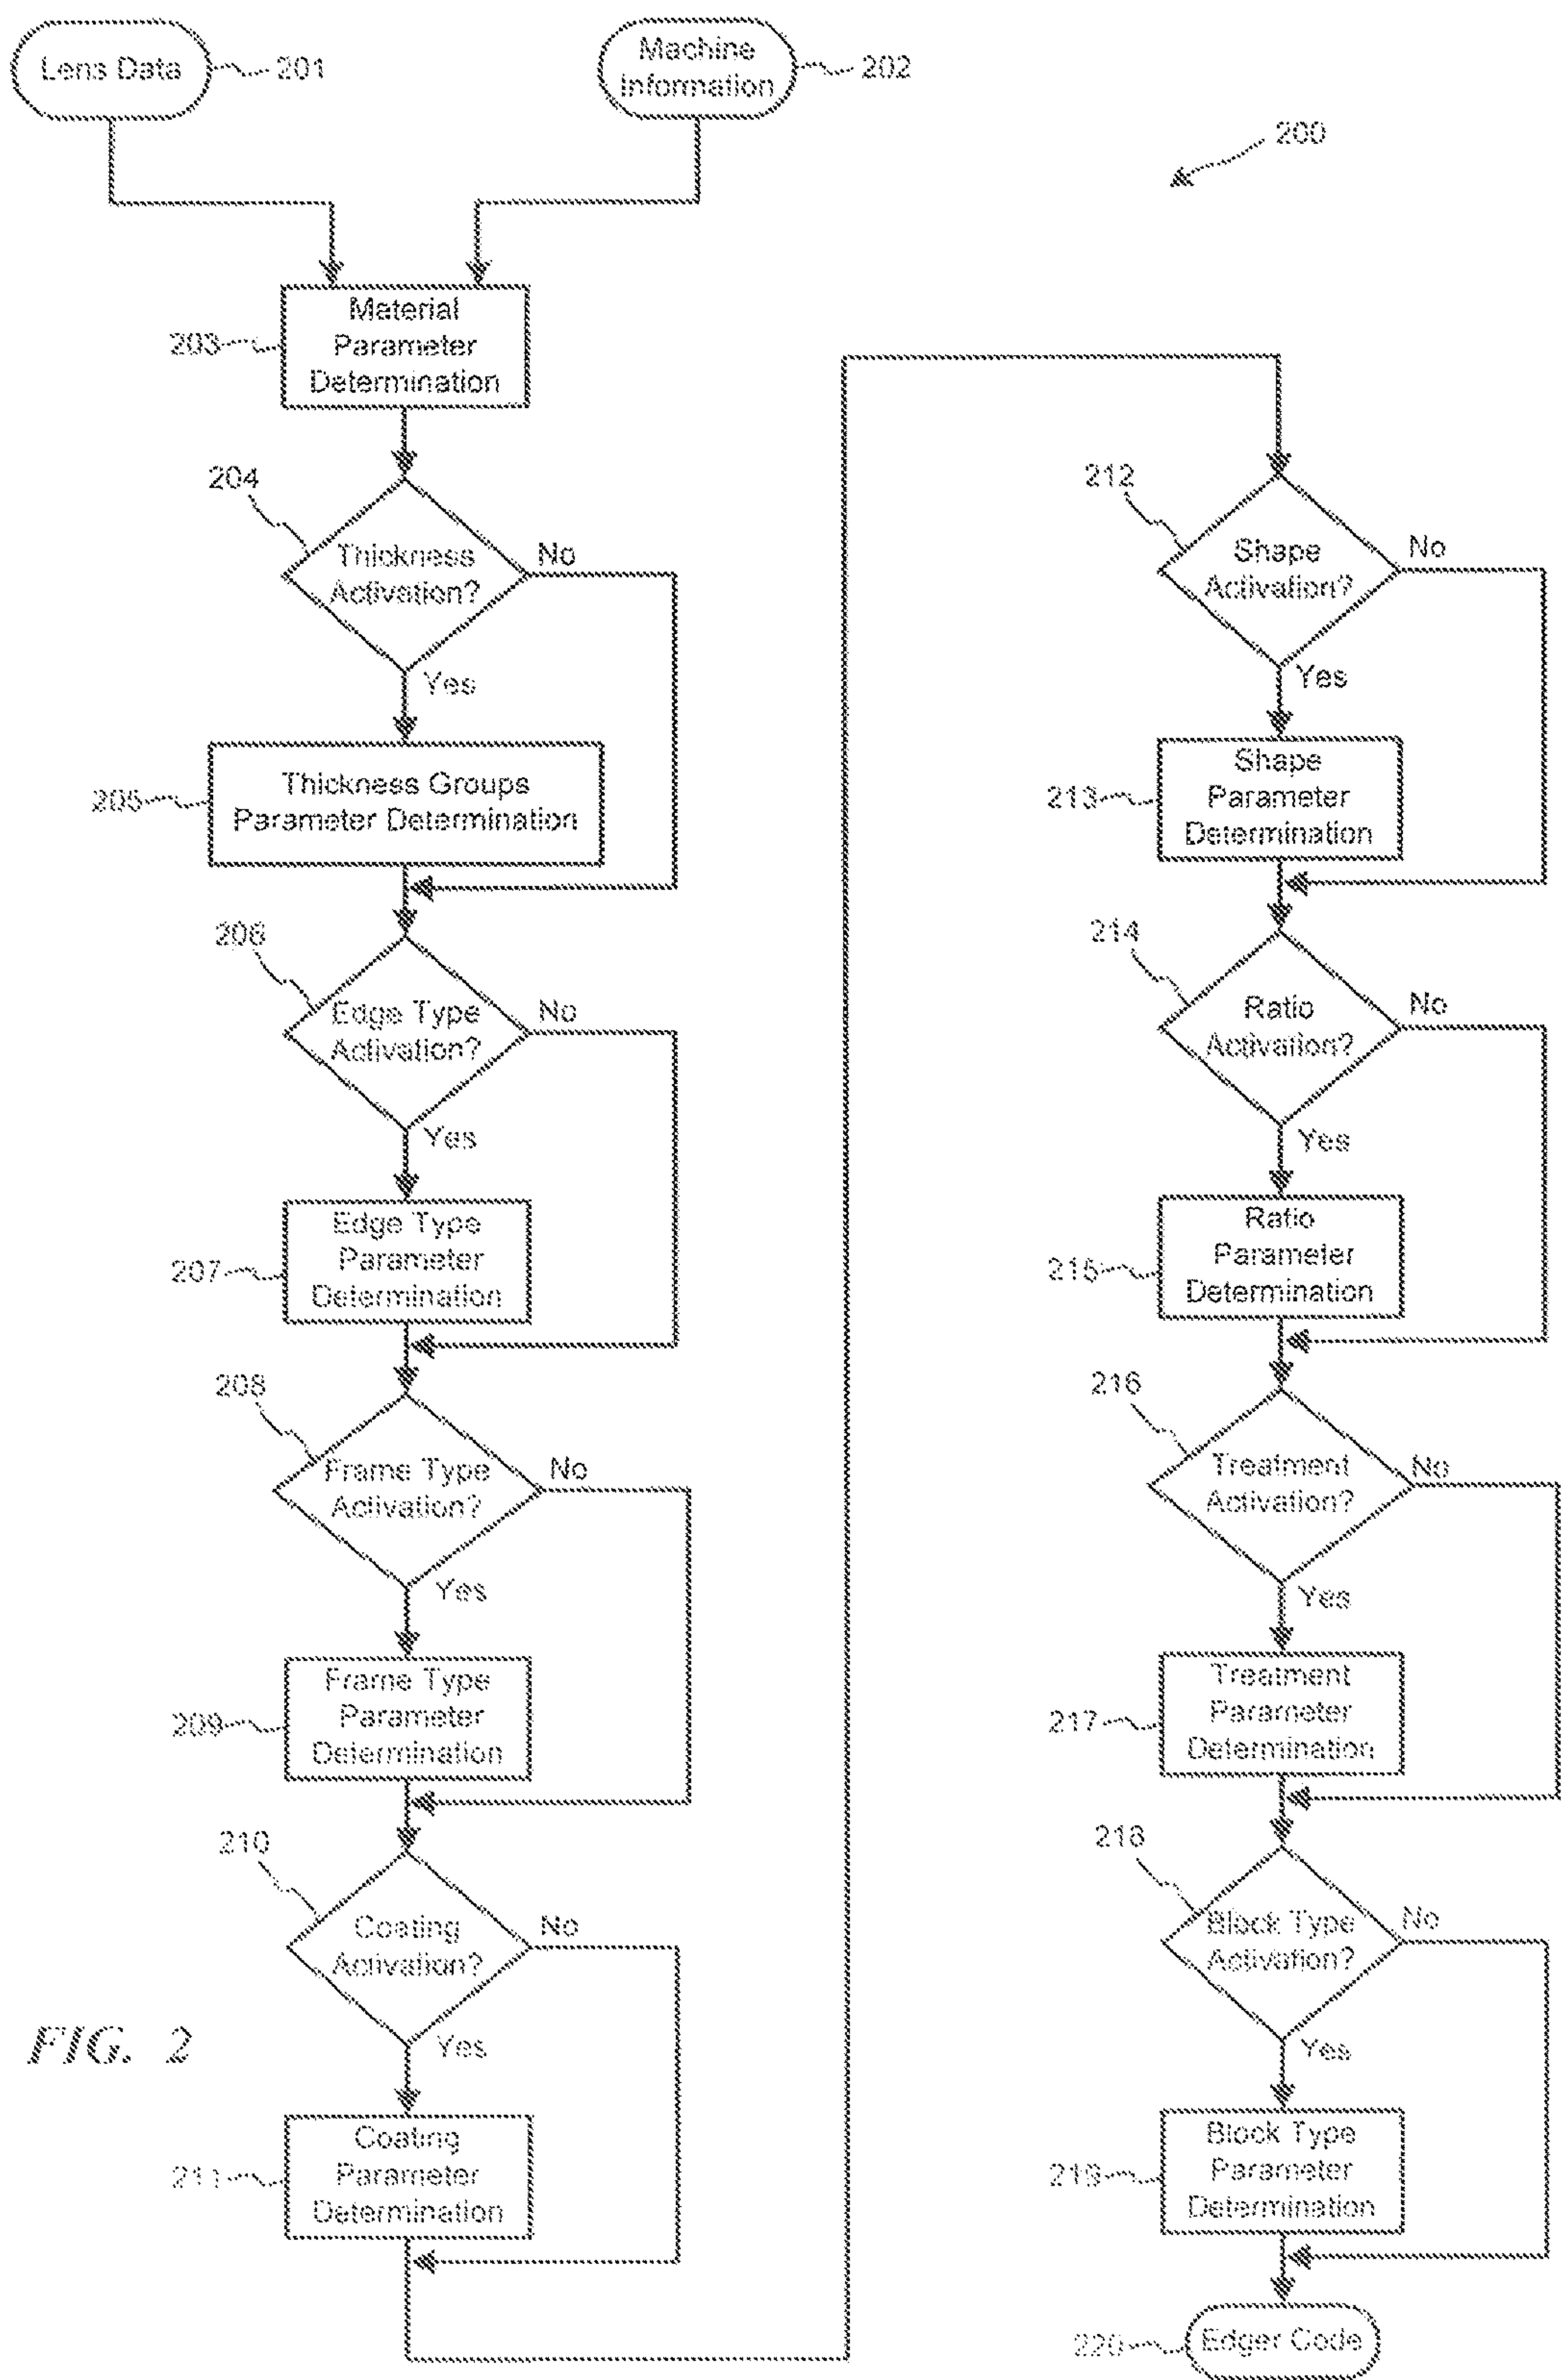 Lens Data
201
Machine
Information
202
200
203
Material
Parameter
Determination
204
Thickness
Activation?
No
Yes
205
Thickness Groups
Parameter Determination
206
Edge Type
Activation?
No
Yes
207
Edge Type
Parameter
Determination
208
Frame Type
Activation?
No
Yes
209
Frame Type
Parameter
Determination
210
Coating
Activation?
No
Yes
FIG. 2
211
Coating
Parameter
Determination
212
Shape
Activation?
No
Yes
213
Shape
Parameter
Determination
214
Ratio
Activation?
No
Yes
215
Ratio
Parameter
Determination
216
Treatment
Activation?
No
Yes
217
Treatment
Parameter
Determination
218
Block Type
Activation?
No
Yes
219
Block Type
Parameter
Determination
220
Edger Code